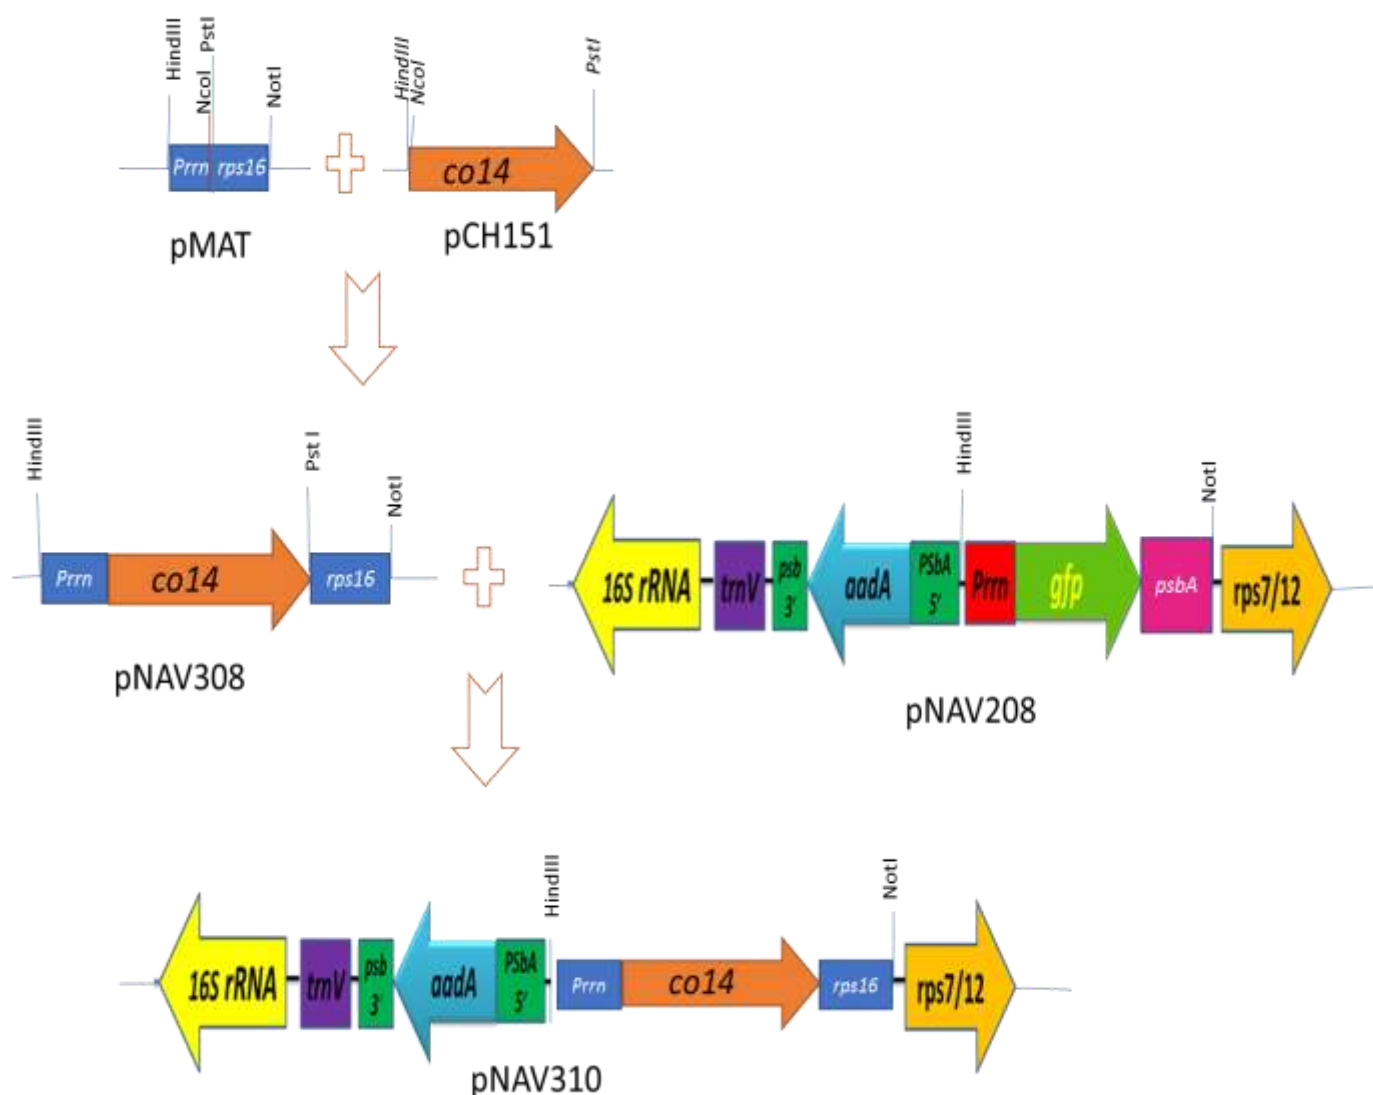 HindIII
NcoI
PstI
NotI
HindIII
NcoI
PstI
Prrn
rps16
co14
pMAT
pCH151
HindIII
Pst I
NotI
HindIII
NotI
Prrn
co14
rps16
16S rRNA
trnV
psb
3'
aadA
PSbA
5'
Prrn
gfp
psbA
rps7/12
pNAV308
pNAV208
HindIII
NotI
16S rRNA
trnV
psb
3'
aadA
PSbA
5'
Prrn
co14
rps16
rps7/12
pNAV310